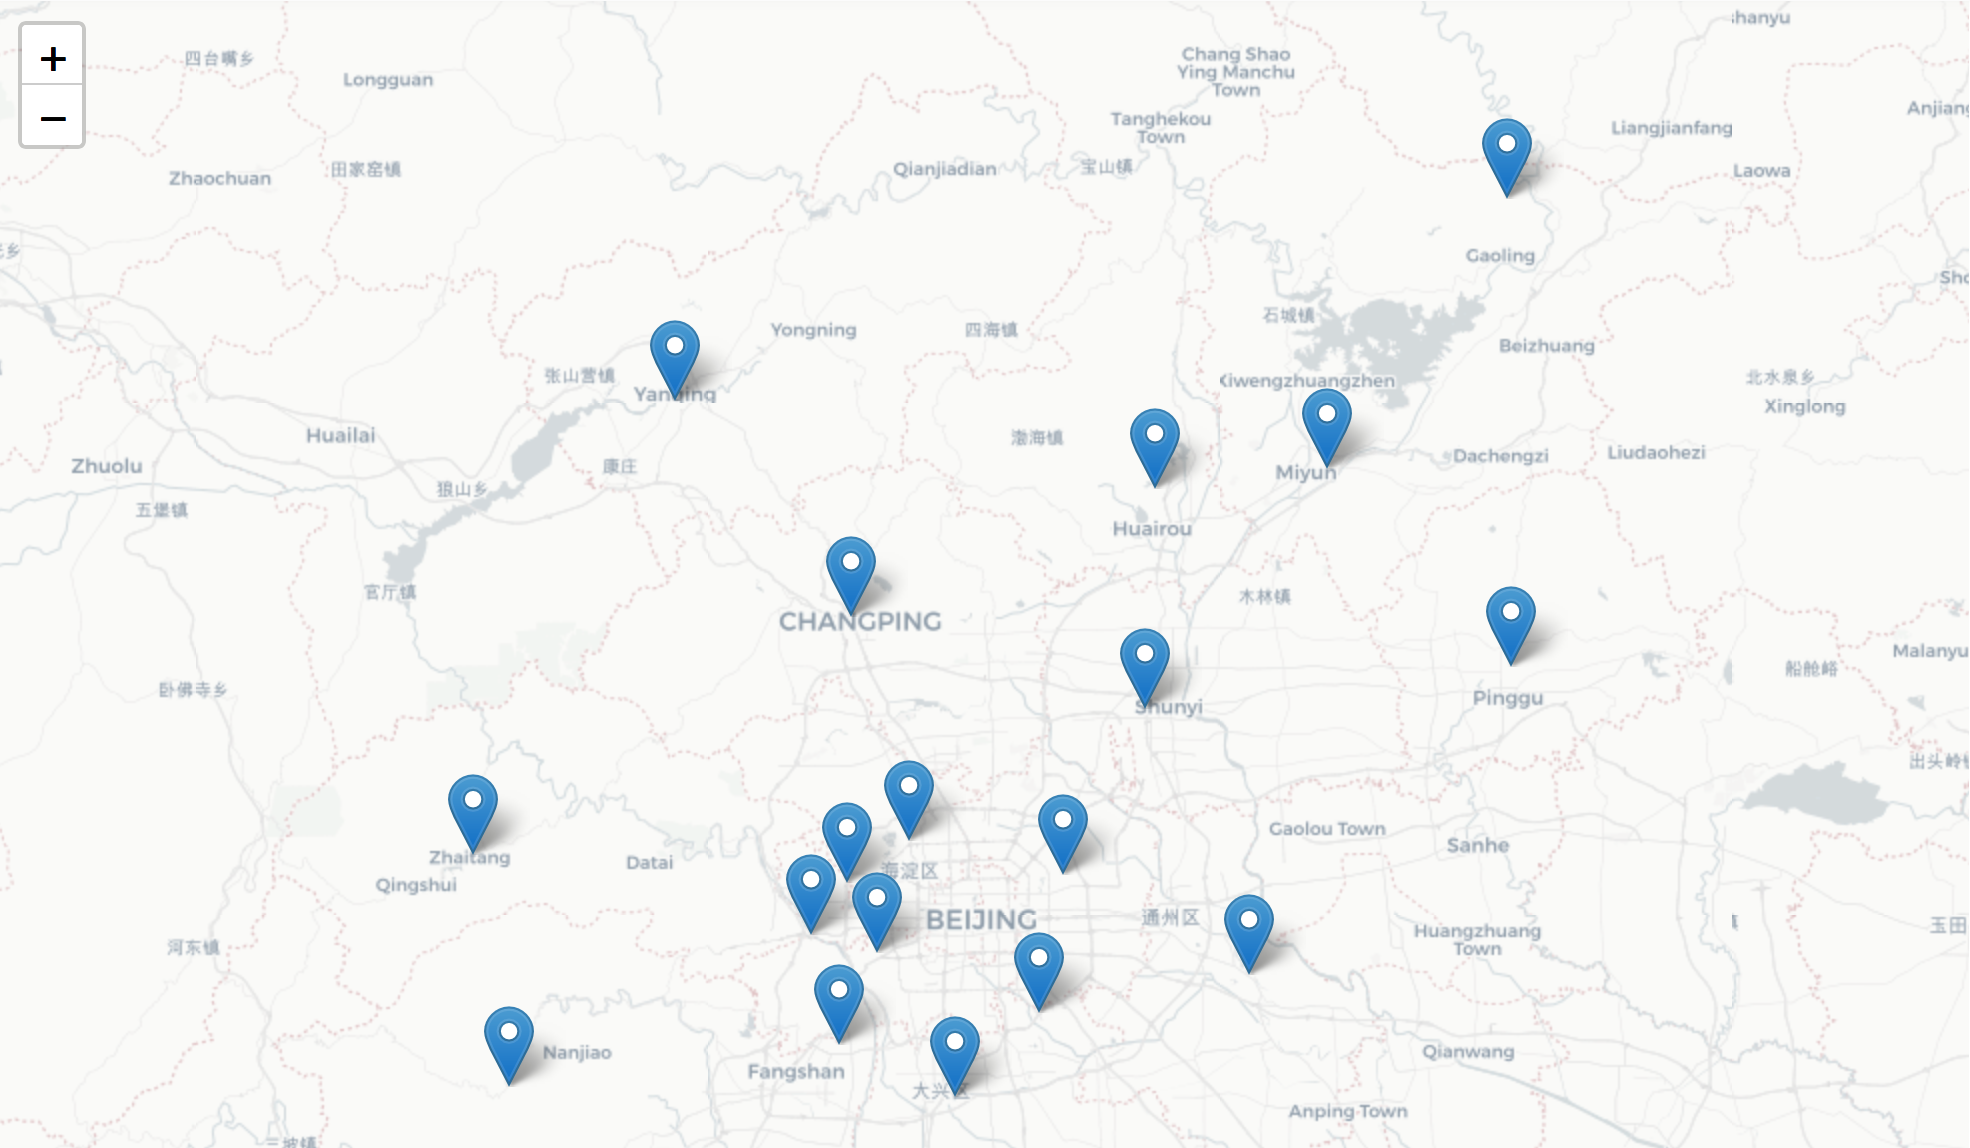 +
−
shanyu
四台嘴乡
Longguan
Chang Shao
Ying Manchu
Town
Anjiang
Tanghekou
Town
Liangjianfang
Zhaochuan
田家窑镇
Qianjiadian
宝山镇
Laowa
乡
Gaoling
Sho
石城镇
Yongning
四海镇
Beizhuang
张山营镇
Yanqing
Xiwengzhuangzhen
北水泉乡
Xinglong
Huailai
渤海镇
Zhuolu
康庄
Miyun
Dachengzi
Liudaohezi
狼山乡
五堡镇
Huairou
官厅镇
木林镇
CHANGPING
Malanyu
船舱峪
卧佛寺乡
Pinggu
Shunyi
出头岭镇
Gaolou Town
Sanhe
Zhaitang
Datai
海淀区
Qingshui
BEIJING
通州区
Huangzhuang
Town
玉田
河东镇
Nanjiao
Fangshan
大兴区
Qianwang
Anping Town
三坡镇